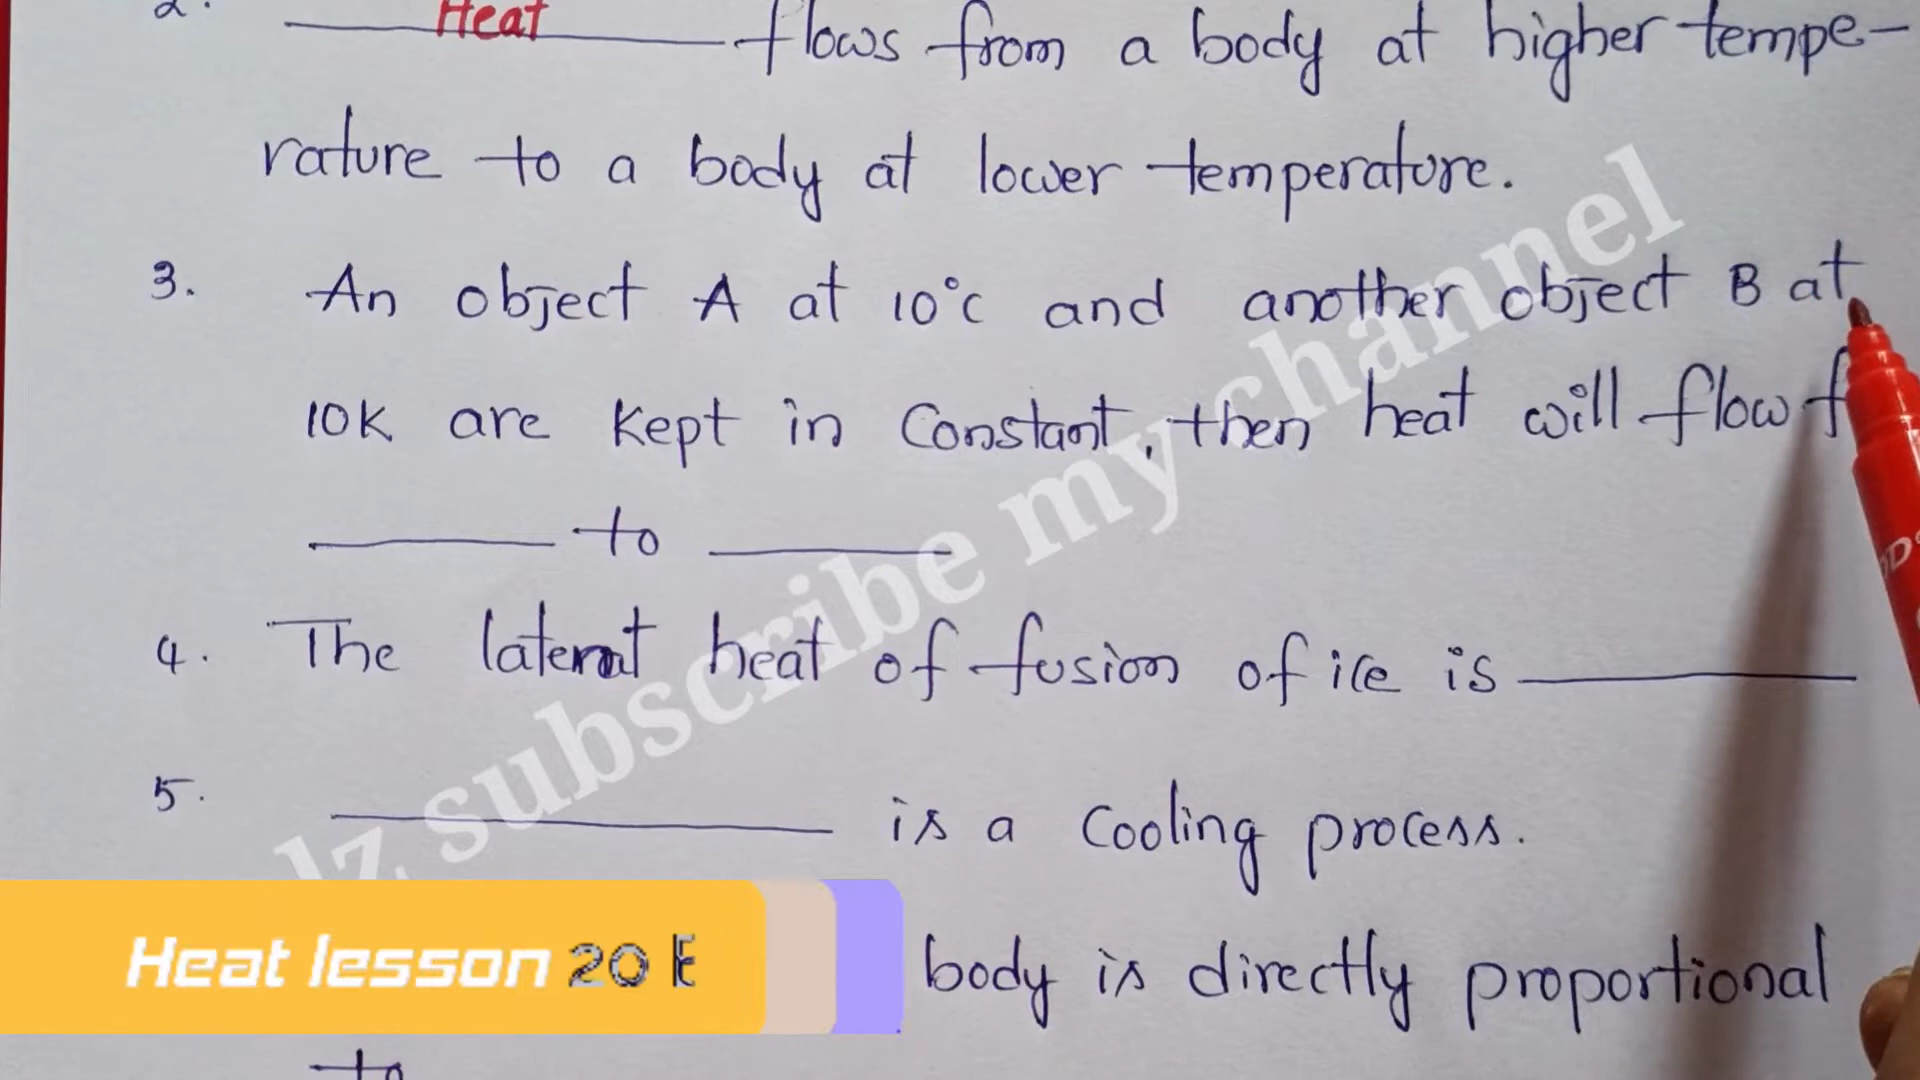 2. Heat flows from a body at higher tempe-
rature to a body at lower temperature.
3. An object A at 10°C and another object B at
10K are kept in Constant, then heat will flow f
to
4. The latent heat of fusion of ice is
5. is a Cooling process.
body is directly proportional
to
lz subscribe my channel
Heat lesson 20 E